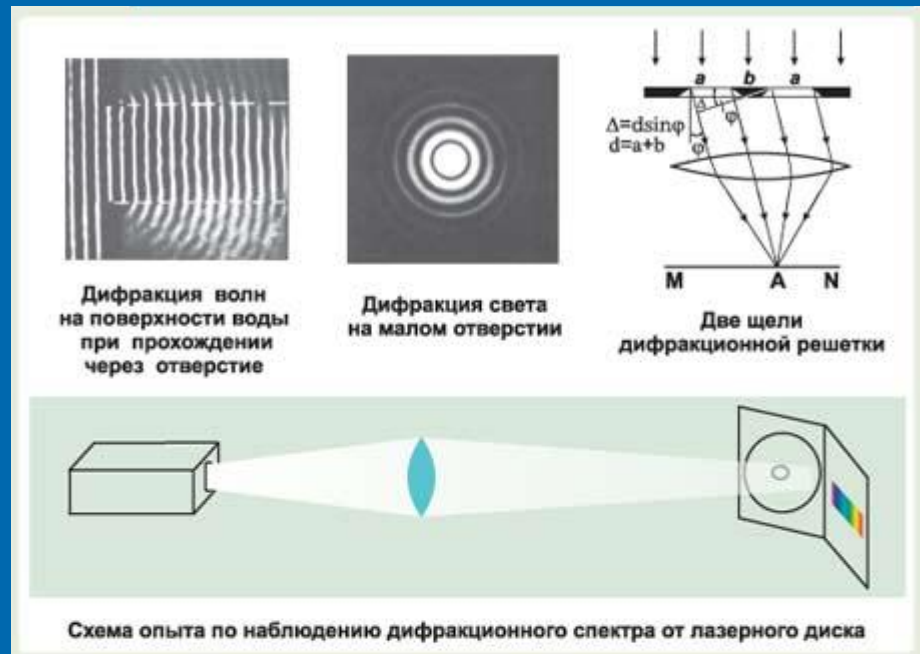 Дифракция волн
на поверхности воды
при прохождении
через отверстие
Дифракция света
на малом отверстии
a b a
Δ
φ
Δ=dsinφ
d=a+b
φ
M A N
Две щели
дифракционной решетки
Схема опыта по наблюдению дифракционного спектра от лазерного диска